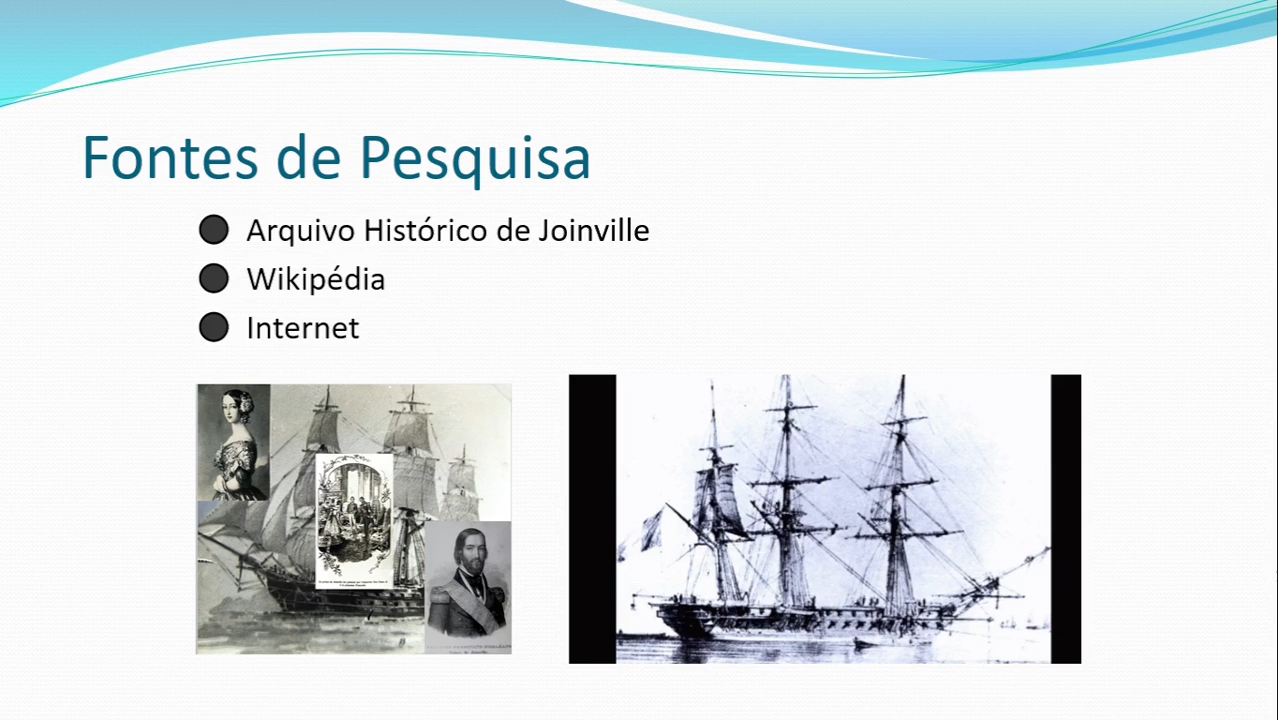 Fontes de Pesquisa
Arquivo Histórico de Joinville
Wikipédia
Internet